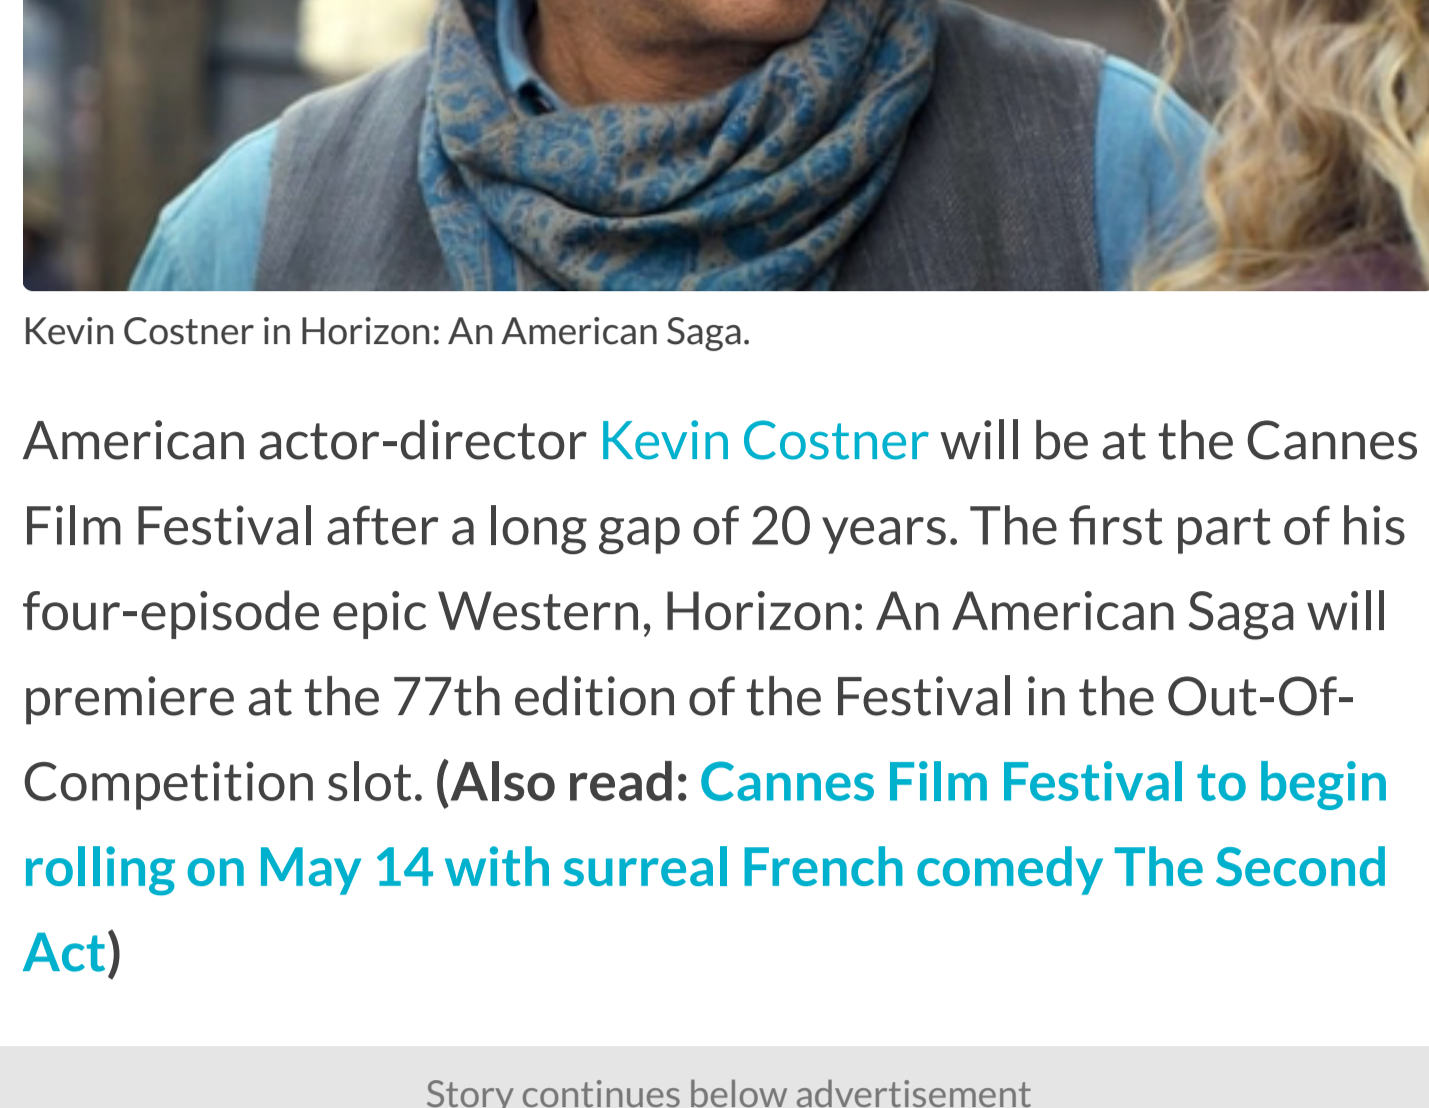 Kevin Costner in Horizon: An American Saga.
American actor-director Kevin Costner will be at the Cannes
Film Festival after a long gap of 20 years. The first part of his
four-episode epic Western, Horizon: An American Saga will
premiere at the 77th edition of the Festival in the Out-Of-
Competition slot. (Also read: Cannes Film Festival to begin
rolling on May 14 with surreal French comedy The Second
Act)
Story continues below advertisement